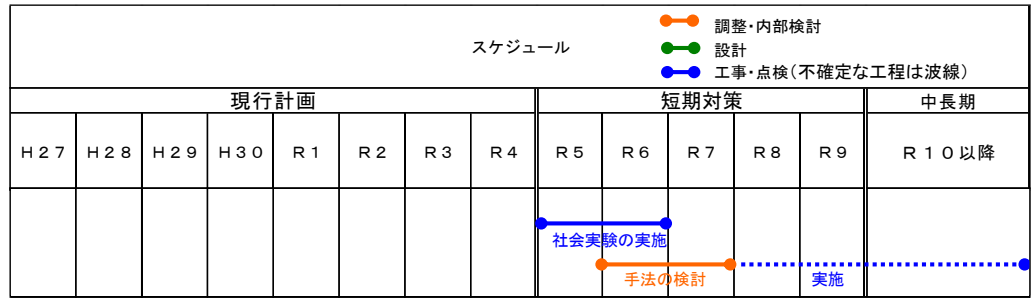 スケジュール
調整・内部検討
設計
工事・点検(不確定な工程は波線)
現行計画 短期対策 中長期
H27 H28 H29 H30 R1 R2 R3 R4 R5 R6 R7 R8 R9 R10以降
社会実験の実施
手法の検討 実施